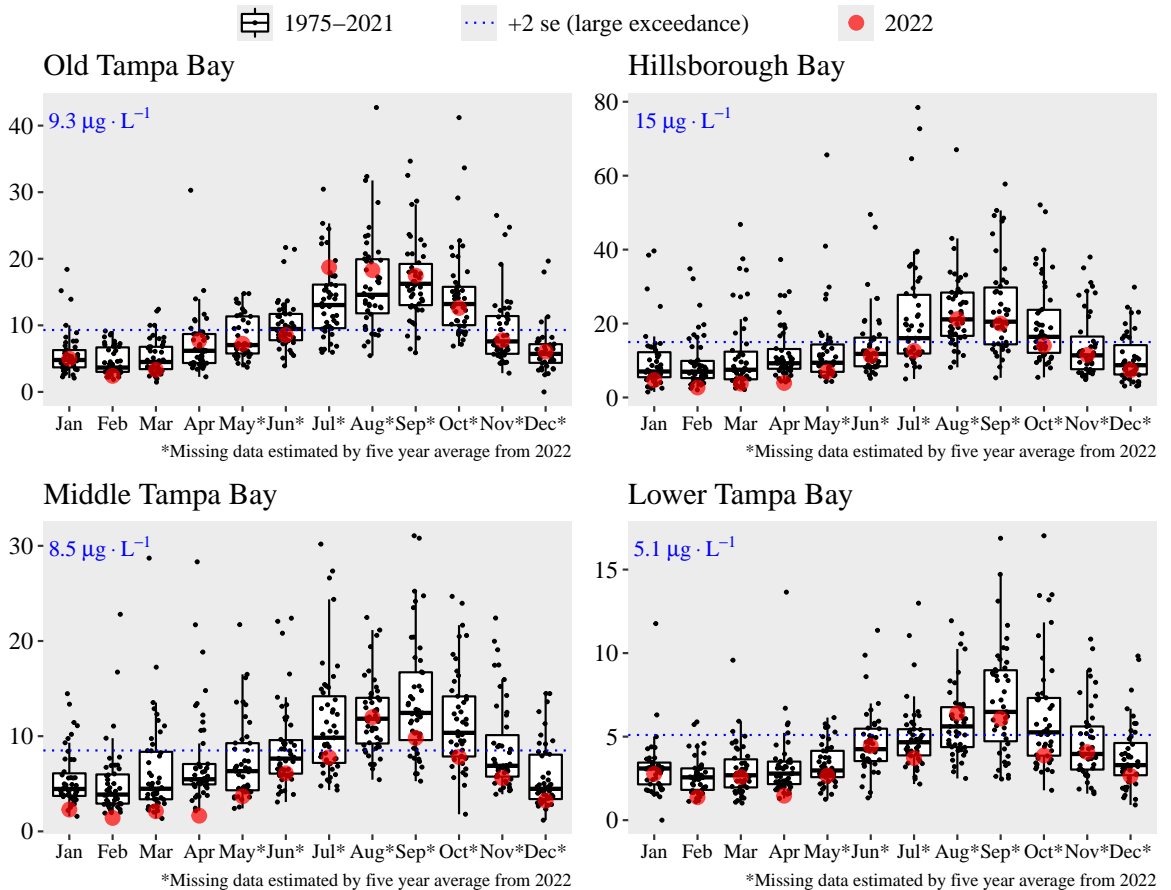 1975–2021 +2 se (large exceedance) 2022
Old Tampa Bay
9.3 μg · L⁻¹
40
30
20
10
0
Jan Feb Mar Apr May* Jun* Jul* Aug* Sep* Oct* Nov* Dec*
*Missing data estimated by five year average from 2022
Hillsborough Bay
15 μg · L⁻¹
80
60
40
20
0
Jan Feb Mar Apr May* Jun* Jul* Aug* Sep* Oct* Nov* Dec*
*Missing data estimated by five year average from 2022
Middle Tampa Bay
8.5 μg · L⁻¹
30
20
10
0
Jan Feb Mar Apr May* Jun* Jul* Aug* Sep* Oct* Nov* Dec*
*Missing data estimated by five year average from 2022
Lower Tampa Bay
5.1 μg · L⁻¹
15
10
5
0
Jan Feb Mar Apr May* Jun* Jul* Aug* Sep* Oct* Nov* Dec*
*Missing data estimated by five year average from 2022